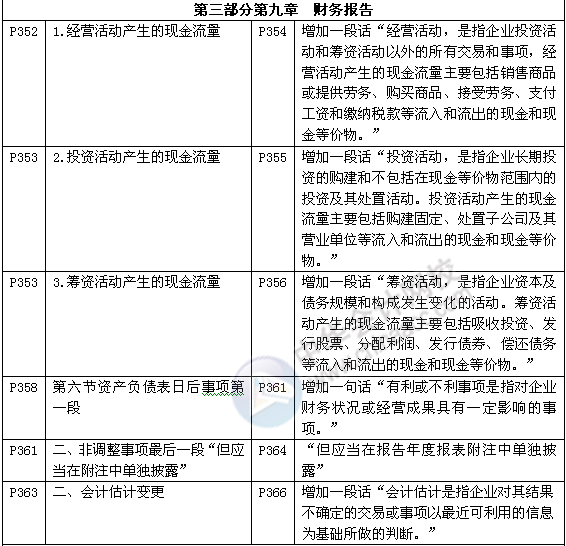 第三部分第九章 财务报告
P352
1.经营活动产生的现金流量
P354
增加一段话“经营活动，是指企业投资活
动和筹资活动以外的所有交易和事项，经
营活动产生的现金流量主要包括销售商品
或提供劳务、购买商品、接受劳务、支付
工资和缴纳税款等流入和流出的现金和现
金等价物。”
P353
2.投资活动产生的现金流量
P355
增加一段话“投资活动，是指企业长期投
资的购建和不包括在现金等价物范围内的
投资及其处置活动。投资活动产生的现金
流量主要包括购建固定、处置子公司及其
营业单位等流入和流出的现金和现金等价
物。”
P353
3.筹资活动产生的现金流量
P356
增加一段话“筹资活动，是指企业资本及
债务规模和构成发生变化的活动。筹资活
动产生的现金流量主要包括吸收投资、发
行股票、分配利润、发行债券、偿还债务
等流入和流出的现金和现金等价物。”
P358
第六节资产负债表日后事项第
一段
P361
增加一句话“有利或不利事项是指对企业
财务状况或经营成果具有一定影响的事
项。”
P361
二、非调整事项最后一段“但应
当在附注中单独披露”
P364
“但应当在报告年度报表附注中单独披
露”
P363
二、会计估计变更
P366
增加一段话“会计估计是指企业对其结果
不确定的交易或事项以最近可利用的信息
为基础所做的判断。”